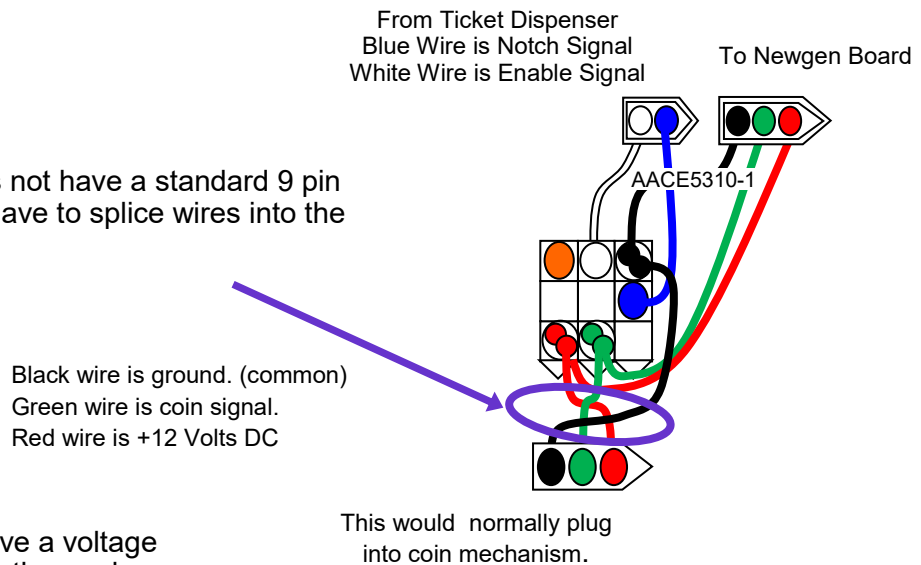 From Ticket Dispenser
Blue Wire is Notch Signal
White Wire is Enable Signal
To Newgen Board
not have a standard 9 pin
ave to splice wires into the
AACE5310-1
Black wire is ground. (common)
Green wire is coin signal.
Red wire is +12 Volts DC
This would normally plug
into coin mechanism.
ve a voltage